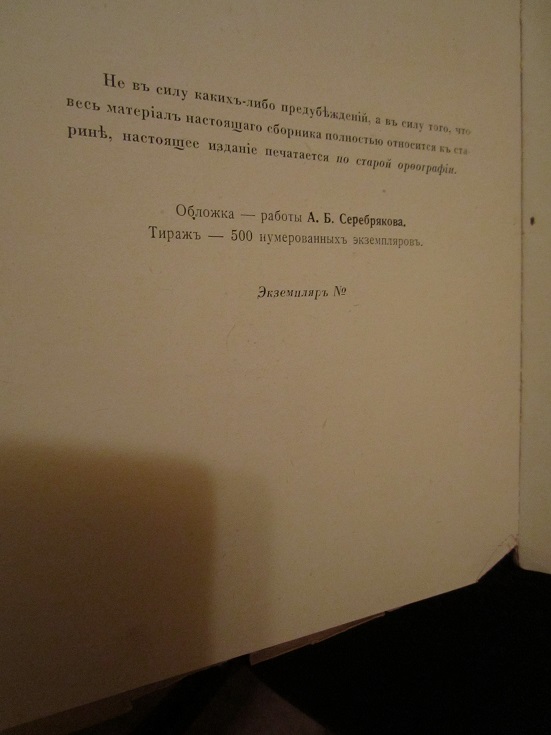 Не въ силу какихъ-либо предубѣжденій, а въ силу того, что
весь матеріалъ настоящаго сборника полностью относится къ ста-
ринѣ, настоящее изданіе печатается по старой орѳографіи.
Обложка — работы А. Б. Серебрякова.
Тиражъ — 500 нумерованныхъ экземпляровъ.
Экземпляръ №